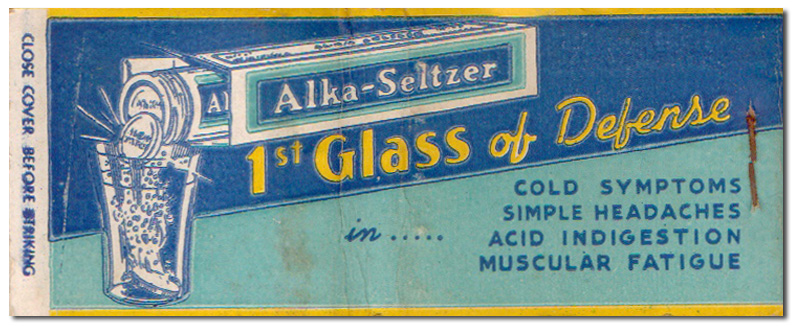 CLOSE COVER BEFORE STRIKING
Alka-Seltzer
1st Glass of Defense
in.....
COLD SYMPTOMS
SIMPLE HEADACHES
ACID INDIGESTION
MUSCULAR FATIGUE